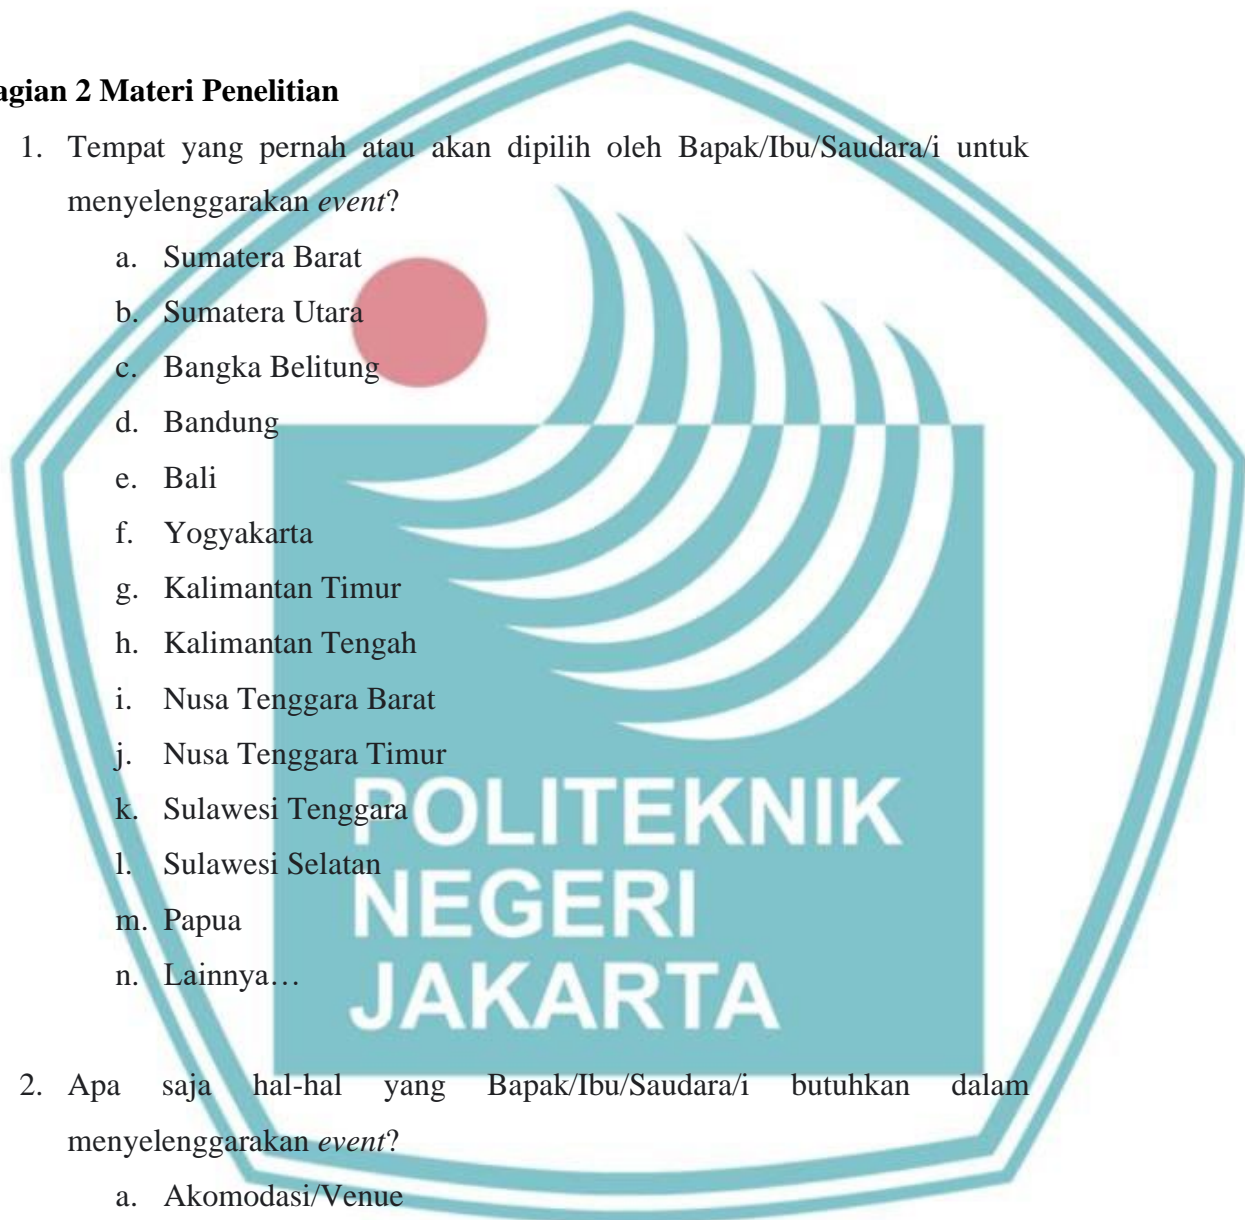 agian 2 Materi Penelitian
1. Tempat yang pernah atau akan dipilih oleh Bapak/Ibu/Saudara/i untuk
menyelenggarakan event?
a. Sumatera Barat
b. Sumatera Utara
c. Bangka Belitung
d. Bandung
e. Bali
f. Yogyakarta
g. Kalimantan Timur
h. Kalimantan Tengah
i. Nusa Tenggara Barat
j. Nusa Tenggara Timur
k. Sulawesi Tenggara
l. Sulawesi Selatan
m. Papua
n. Lainnya…
POLITEKNIK
NEGERI
JAKARTA
2. Apa saja hal-hal yang Bapak/Ibu/Saudara/i butuhkan dalam
menyelenggarakan event?
a. Akomodasi/Venue